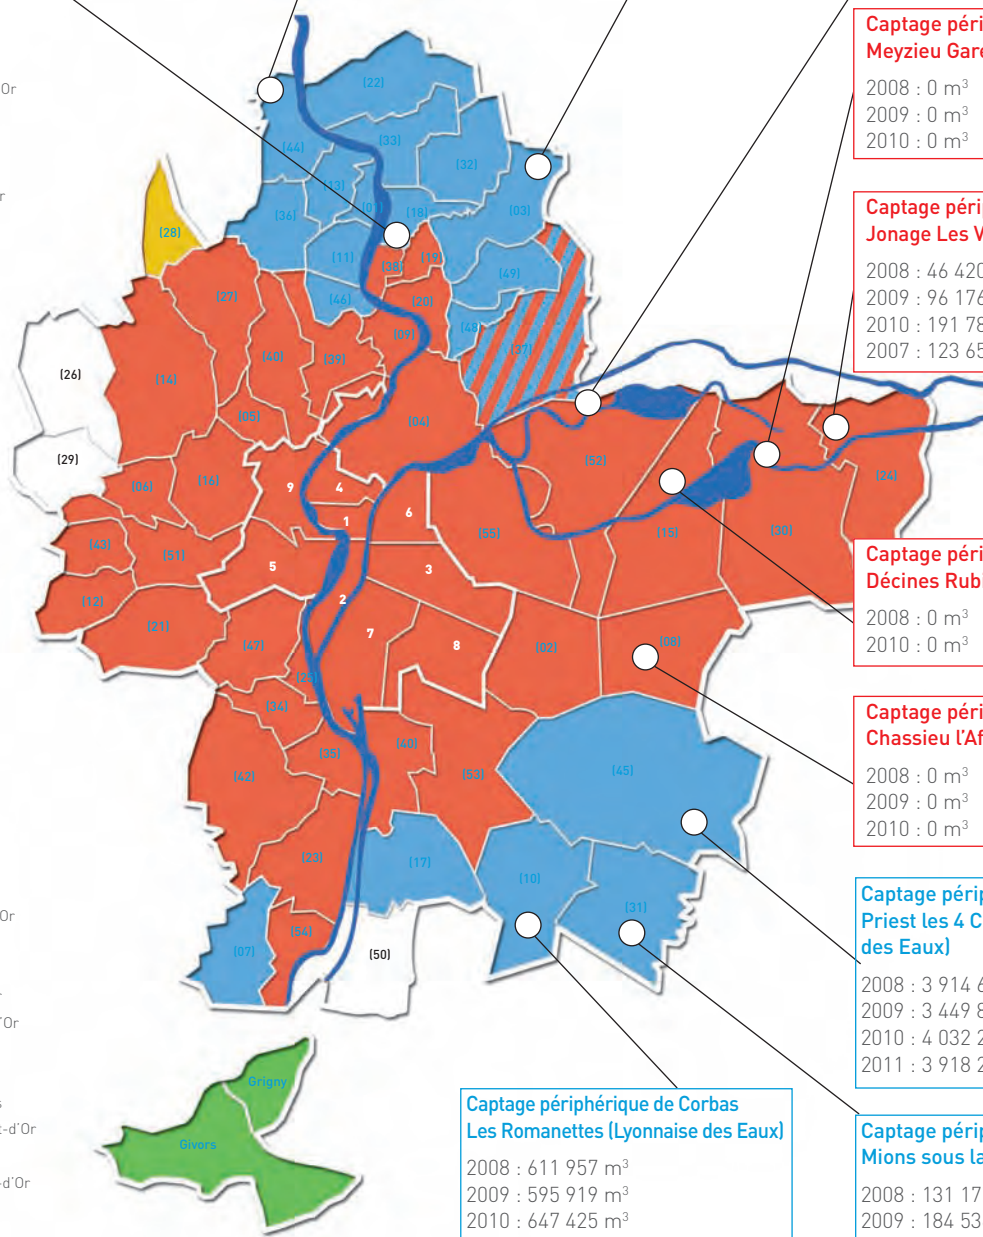 Or
r
Or
r
'Or
s
t-d'Or
-d'Or
(22)
(44)
(33)
(32)
(13)
(36)
(18)
(03)
(28)
(11)
(38)
(19)
(49)
(46)
(27)
(20)
(48)
(09)
(37)
(26)
(14)
(40)
(39)
(05)
(04)
(29)
(06)
(16)
9
4
(52)
(24)
1
6
(43)
(51)
(55)
(15)
(30)
5
3
(12)
2
(21)
7
8
(47)
(02)
(08)
(25)
(34)
(35)
(40)
(42)
(53)
(45)
(23)
(17)
(10)
(31)
(54)
(07)
(50)
Grigny
Givors
Captage péri
Meyzieu Gare
2008 : 0 m³
2009 : 0 m³
2010 : 0 m³
Captage péri
Jonage Les V
2008 : 46 420
2009 : 96 176
2010 : 191 78
2007 : 123 65
Captage péri
Décines Rub
2008 : 0 m³
2010 : 0 m³
Captage péri
Chassieu l'Af
2008 : 0 m³
2009 : 0 m³
2010 : 0 m³
Captage périp
Priest les 4 C
des Eaux)
2008 : 3 914 6
2009 : 3 449 8
2010 : 4 032 2
2011 : 3 918 2
Captage périphérique de Corbas
Les Romanettes (Lyonnaise des Eaux)
2008 : 611 957 m³
2009 : 595 919 m³
2010 : 647 425 m³
Captage périp
Mions sous la
2008 : 131 17
2009 : 184 53